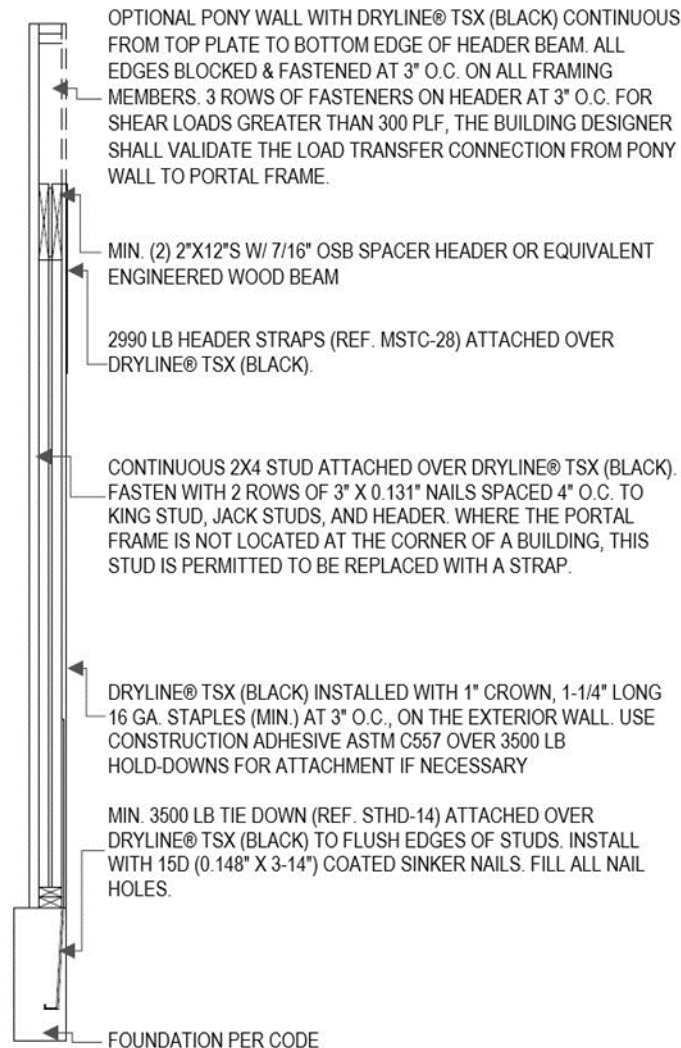 OPTIONAL PONY WALL WITH DRYLINE® TSX (BLACK) CONTINUOUS
FROM TOP PLATE TO BOTTOM EDGE OF HEADER BEAM. ALL
EDGES BLOCKED & FASTENED AT 3" O.C. ON ALL FRAMING
MEMBERS. 3 ROWS OF FASTENERS ON HEADER AT 3" O.C. FOR
SHEAR LOADS GREATER THAN 300 PLF, THE BUILDING DESIGNER
SHALL VALIDATE THE LOAD TRANSFER CONNECTION FROM PONY
WALL TO PORTAL FRAME.
MIN. (2) 2"X12"S W/ 7/16" OSB SPACER HEADER OR EQUIVALENT
ENGINEERED WOOD BEAM
2990 LB HEADER STRAPS (REF. MSTC-28) ATTACHED OVER
DRYLINE® TSX (BLACK).
CONTINUOUS 2X4 STUD ATTACHED OVER DRYLINE® TSX (BLACK).
FASTEN WITH 2 ROWS OF 3" X 0.131" NAILS SPACED 4" O.C. TO
KING STUD, JACK STUDS, AND HEADER. WHERE THE PORTAL
FRAME IS NOT LOCATED AT THE CORNER OF A BUILDING, THIS
STUD IS PERMITTED TO BE REPLACED WITH A STRAP.
DRYLINE® TSX (BLACK) INSTALLED WITH 1" CROWN, 1-1/4" LONG
16 GA. STAPLES (MIN.) AT 3" O.C., ON THE EXTERIOR WALL. USE
CONSTRUCTION ADHESIVE ASTM C557 OVER 3500 LB
HOLD-DOWNS FOR ATTACHMENT IF NECESSARY
MIN. 3500 LB TIE DOWN (REF. STHD-14) ATTACHED OVER
DRYLINE® TSX (BLACK) TO FLUSH EDGES OF STUDS. INSTALL
WITH 15D (0.148" X 3-14") COATED SINKER NAILS. FILL ALL NAIL
HOLES.
FOUNDATION PER CODE